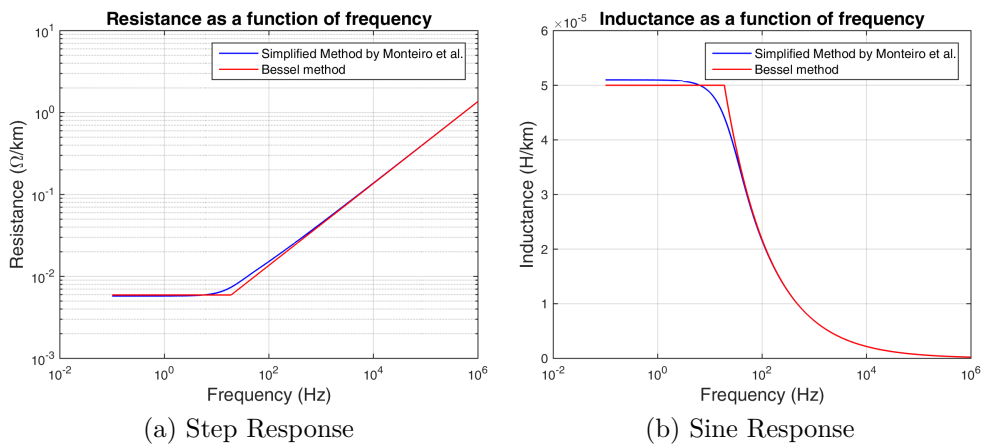 Resistance as a function of frequency
10^1
10^0
10^-1
10^-2
10^-3
Resistance (Ω/km)
Simplified Method by Monteiro et al.
Bessel method
10^-2
10^0
10^2
10^4
10^6
Frequency (Hz)
(a) Step Response
Inductance as a function of frequency
×10^-5
6
5
4
3
2
1
0
Inductance (H/km)
Simplified Method by Monteiro et al.
Bessel method
10^-2
10^0
10^2
10^4
10^6
Frequency (Hz)
(b) Sine Response